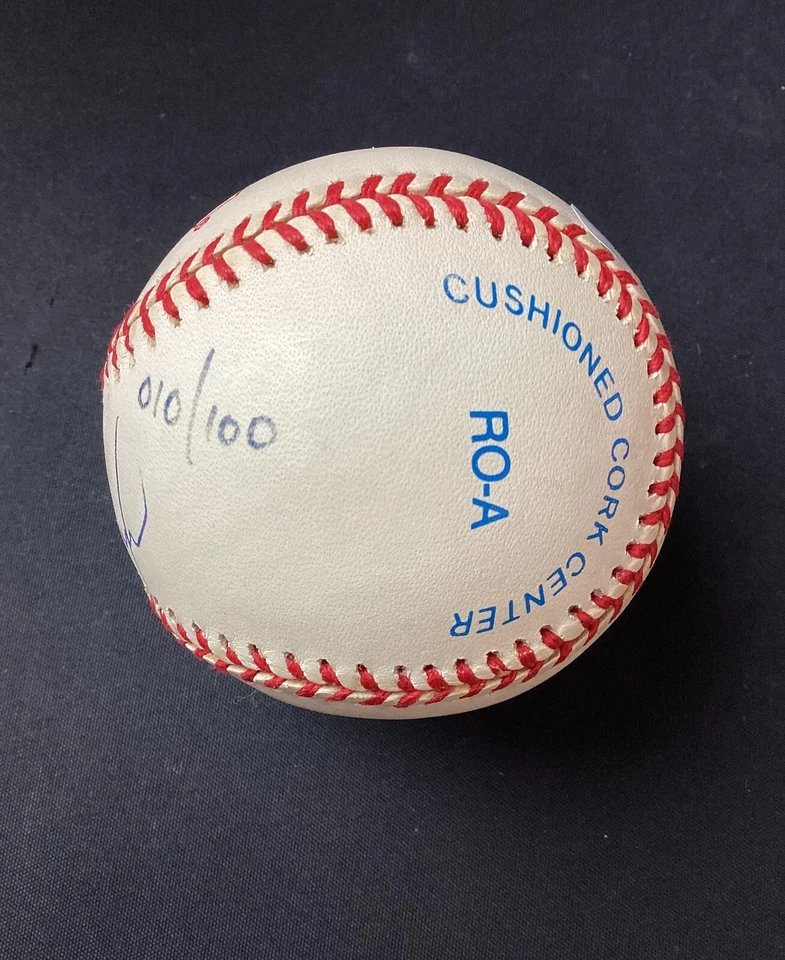 010/100
CUSHIONED CORK CENTER
RO-A